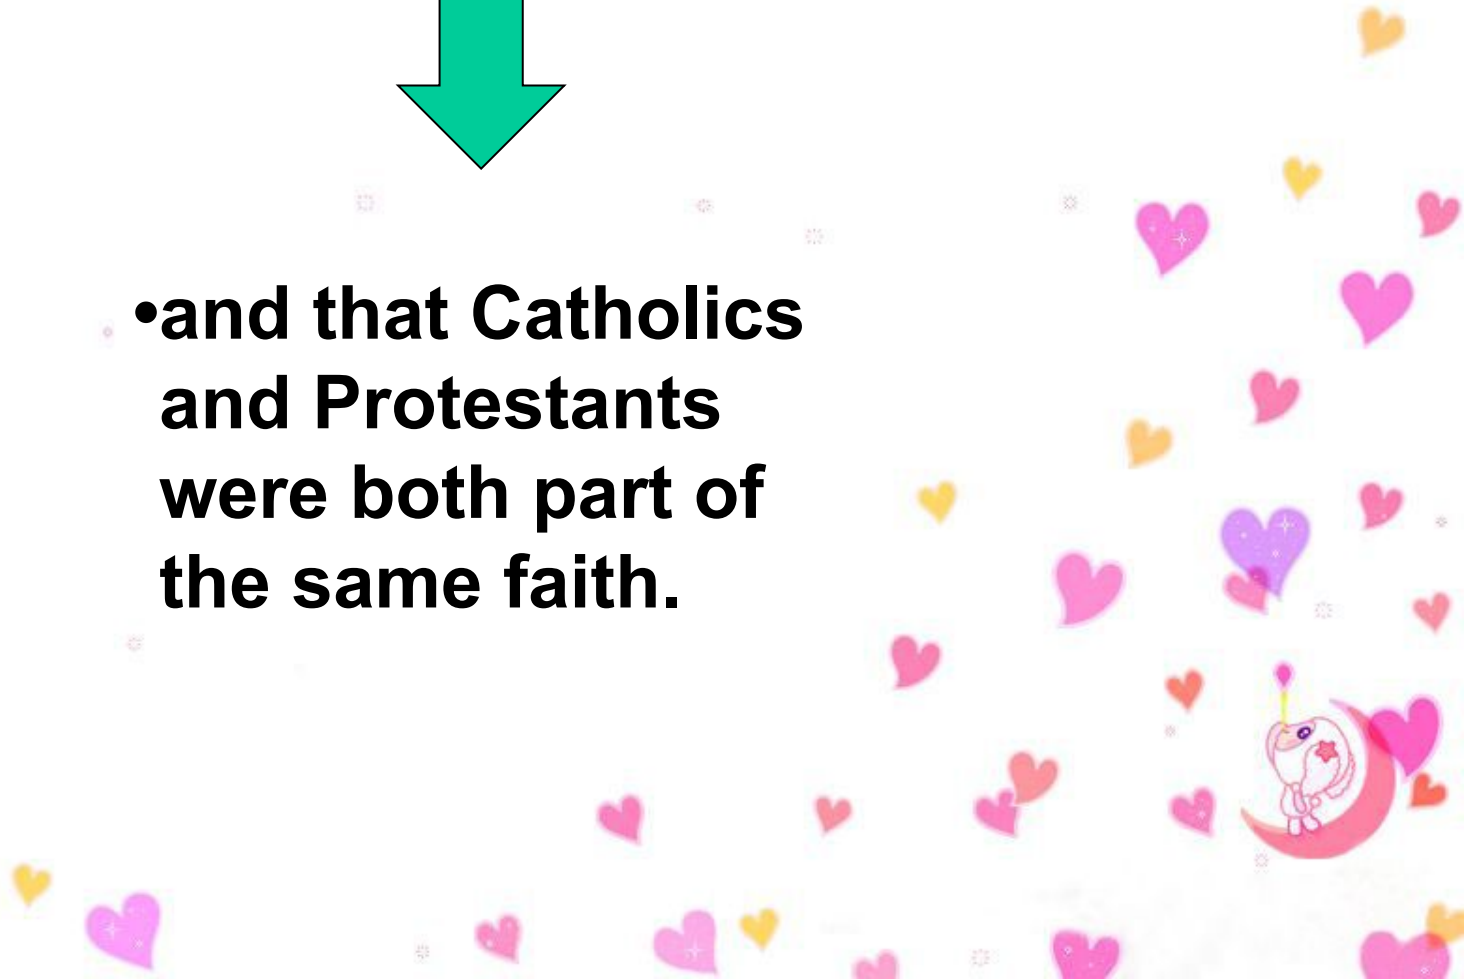 •and that Catholics
and Protestants
were both part of
the same faith.